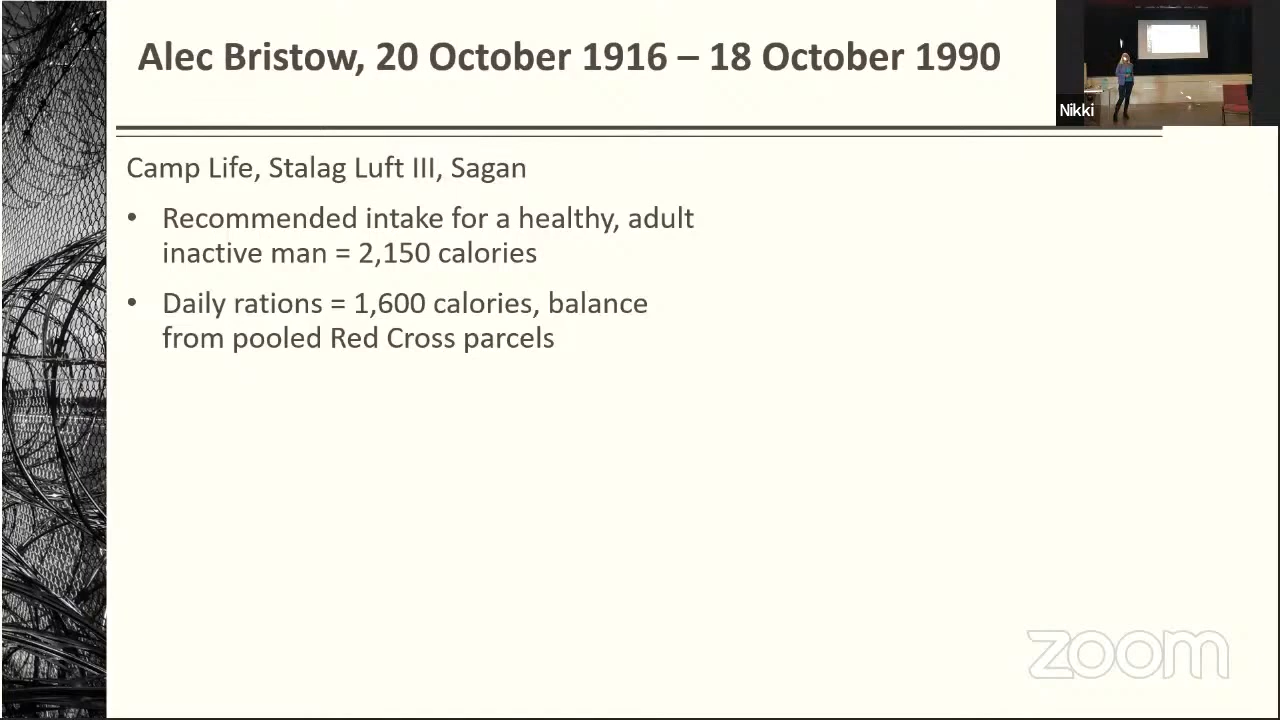 Alec Bristow, 20 October 1916 – 18 October 1990
Nikki
Camp Life, Stalag Luft III, Sagan
• Recommended intake for a healthy, adult
inactive man = 2,150 calories
• Daily rations = 1,600 calories, balance
from pooled Red Cross parcels
zoom